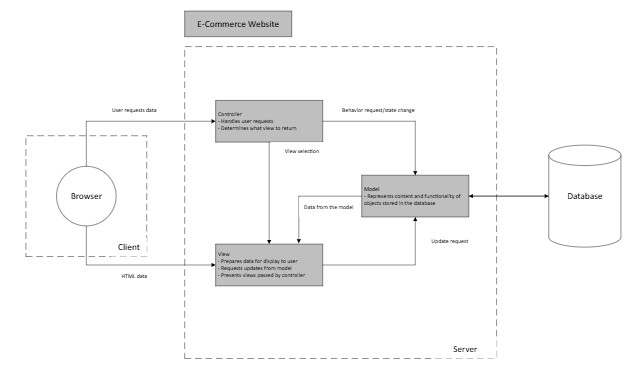 E-Commerce Website
User requests data
Controller
- Handles user requests
- Determines what view to return
Behavior request/state change
View selection
Browser
Client
Model
- Represents content and functionality of
objects stored in the database
Database
Data from the model
Update request
View
- Prepares data for display to user
- Requests updates from model
- Presents views passed by controller
HTML data
Server